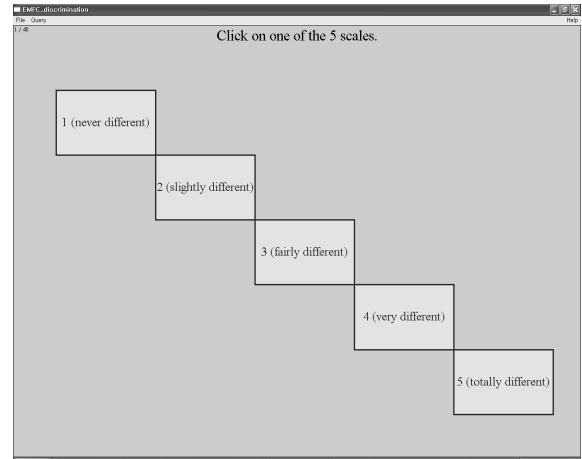 EMFC_discrimination
File Query Help
1 / 48
Click on one of the 5 scales.
1 (never different)
2 (slightly different)
3 (fairly different)
4 (very different)
5 (totally different)